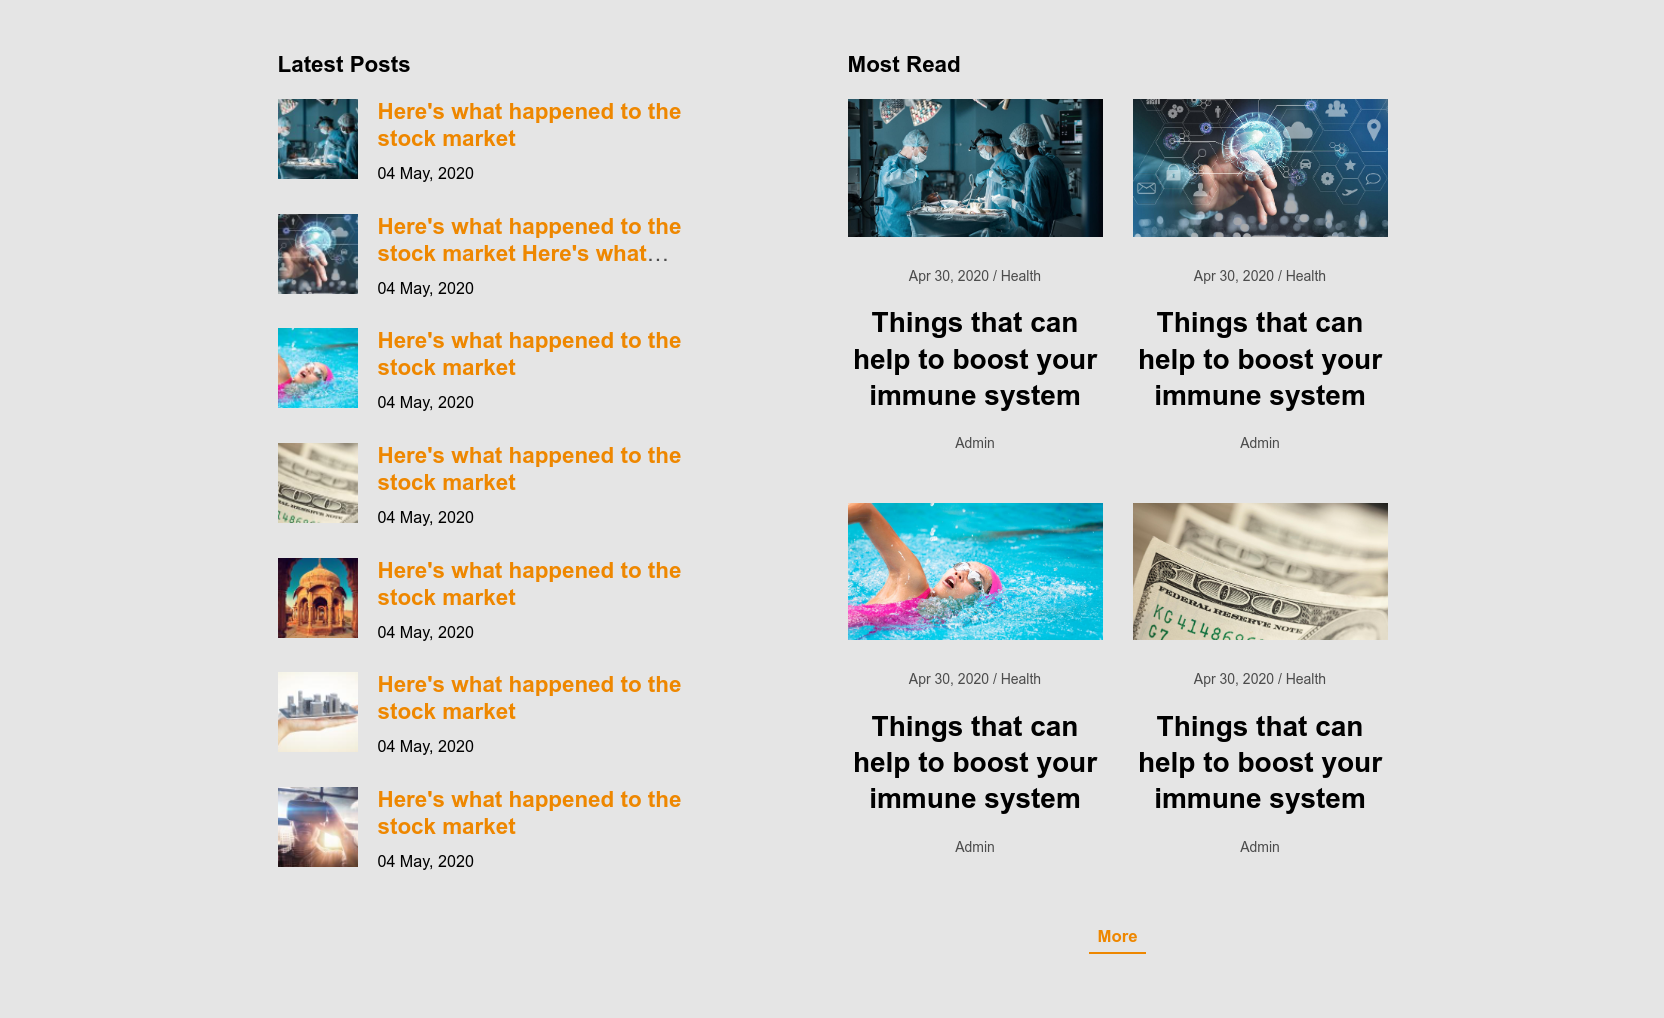 Latest Posts
Here's what happened to the
stock market
04 May, 2020
Here's what happened to the
stock market Here's what…
04 May, 2020
Here's what happened to the
stock market
04 May, 2020
Here's what happened to the
stock market
04 May, 2020
Here's what happened to the
stock market
04 May, 2020
Here's what happened to the
stock market
04 May, 2020
Here's what happened to the
stock market
04 May, 2020
Most Read
Apr 30, 2020 / Health
Things that can
help to boost your
immune system
Admin
Apr 30, 2020 / Health
Things that can
help to boost your
immune system
Admin
Apr 30, 2020 / Health
Things that can
help to boost your
immune system
Admin
FEDERAL RESERVE NOTE
Apr 30, 2020 / Health
Things that can
help to boost your
immune system
Admin
More